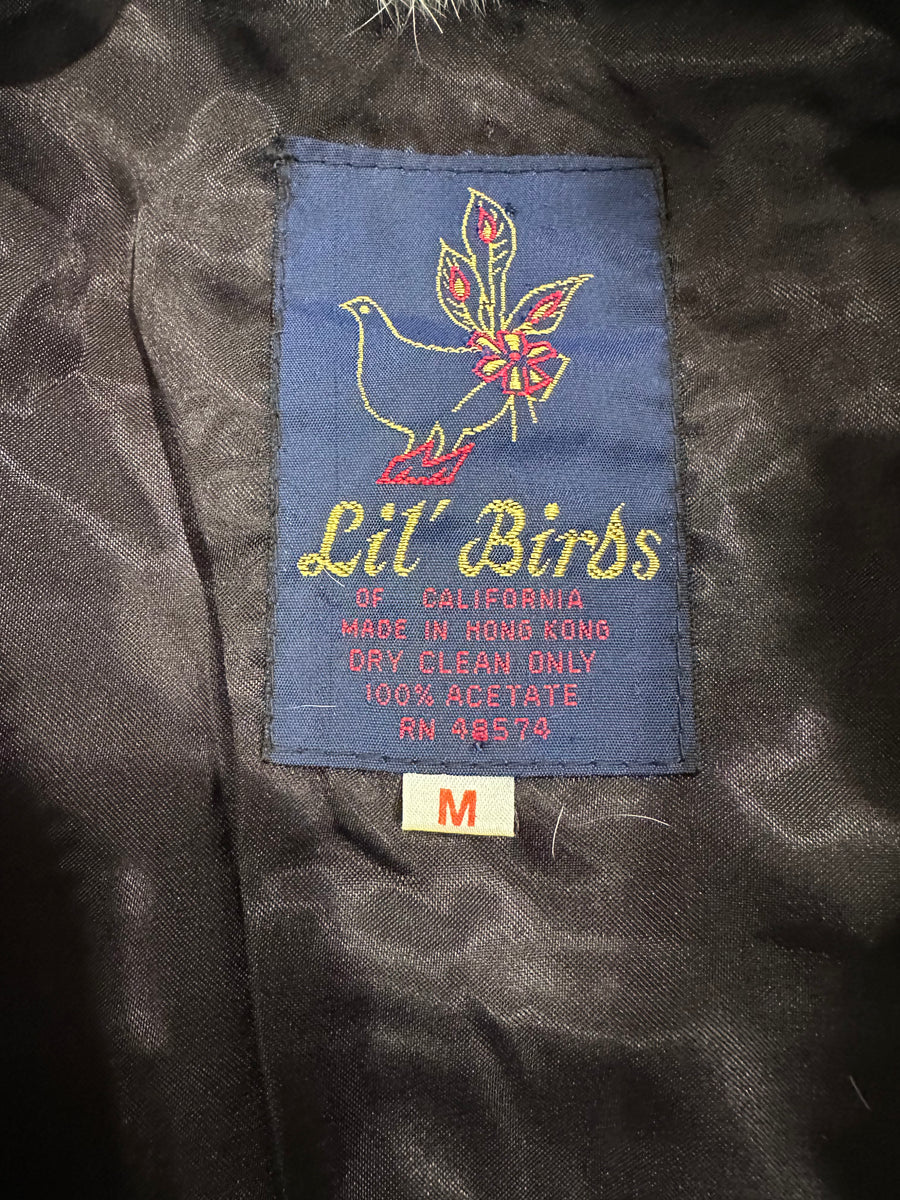 Lil' Birds
OF CALIFORNIA
MADE IN HONG KONG
DRY CLEAN ONLY
100% ACETATE
RN 48574
M